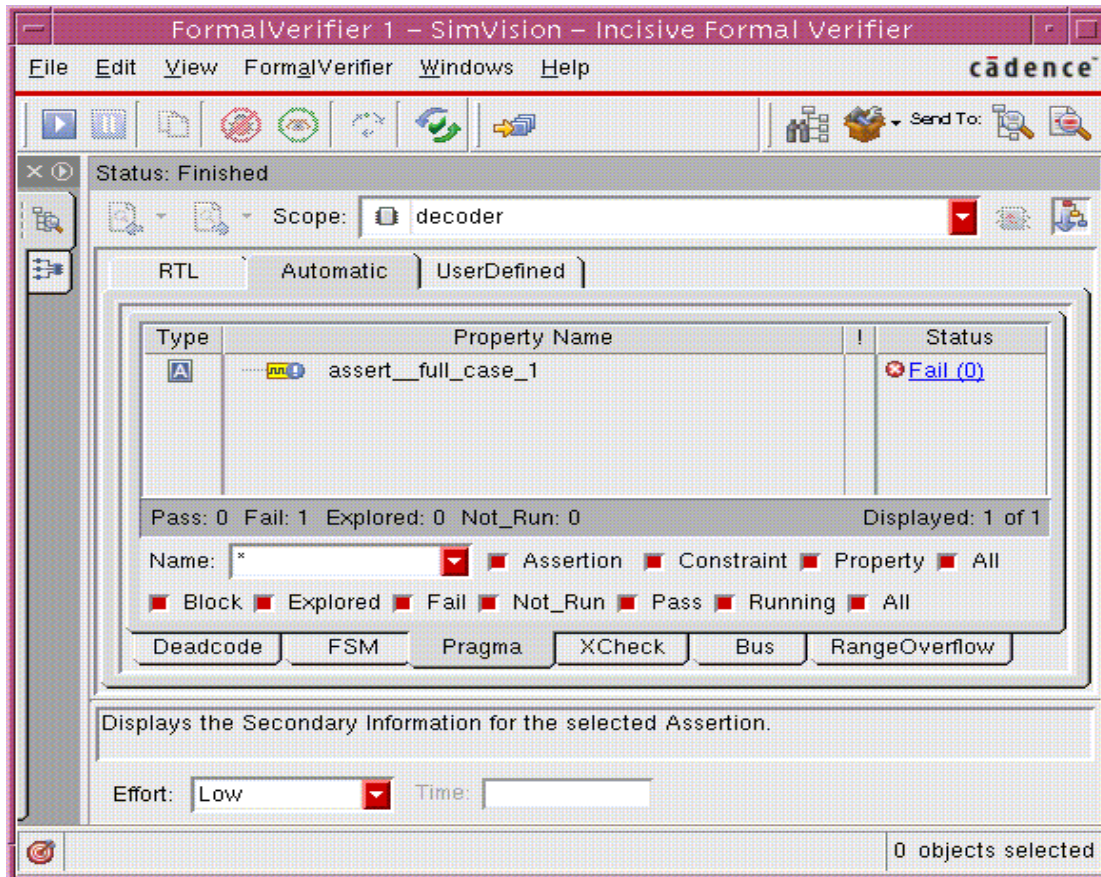 FormalVerifier 1 – SimVision – Incisive Formal Verifier
File Edit View FormalVerifier Windows Help cādence
Send To:
Status: Finished
Scope: decoder
RTL Automatic UserDefined
Type Property Name ! Status
A assert__full_case_1 Fail (0)
Pass: 0 Fail: 1 Explored: 0 Not_Run: 0 Displayed: 1 of 1
Name: * Assertion Constraint Property All
Block Explored Fail Not_Run Pass Running All
Deadcode FSM Pragma XCheck Bus RangeOverflow
Displays the Secondary Information for the selected Assertion.
Effort: Low Time:
0 objects selected